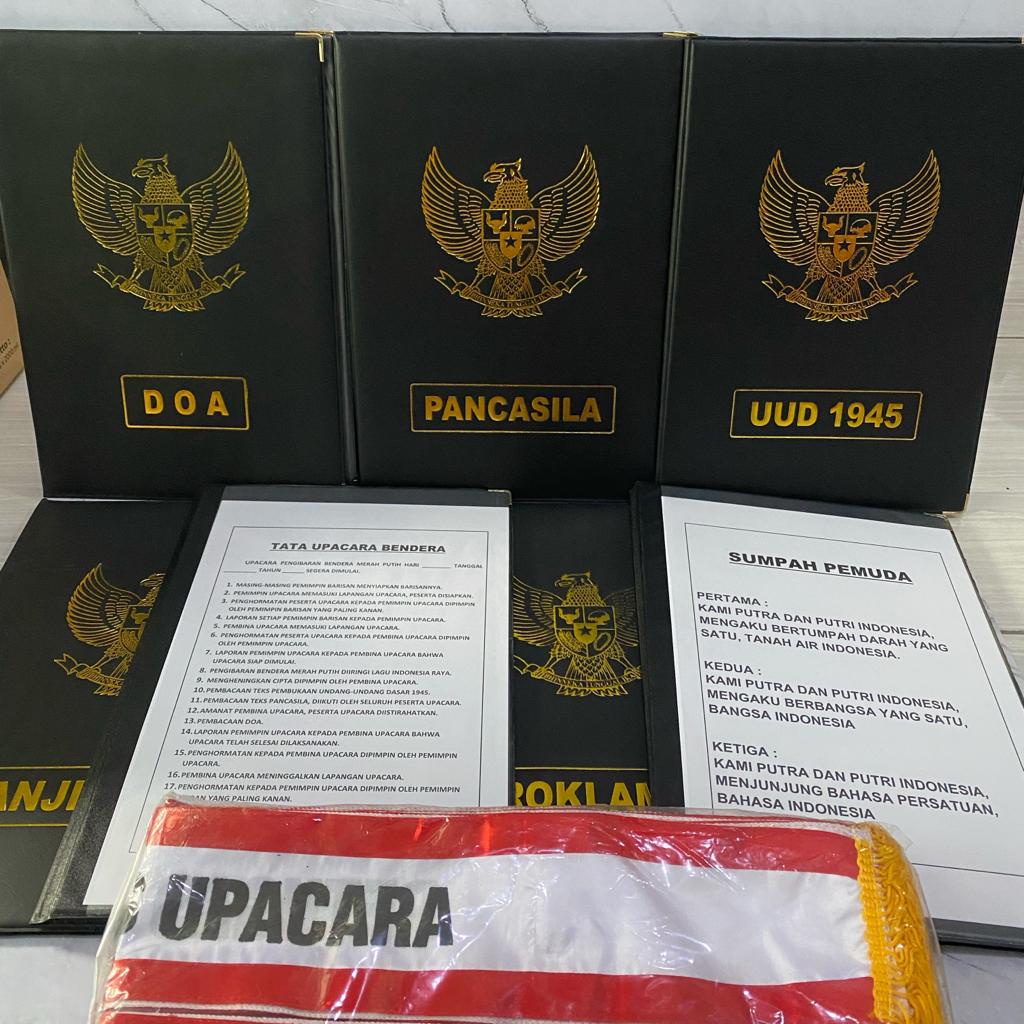 BHINNEKA TUNGGAL
BHINNEKA TUNGGAL
BHINNEKA TUNGGAL
D O A
PANCASILA
UUD 1945
TATA UPACARA BENDERA
UPACARA PENGIBARAN BENDERA MERAH PUTIH HARI ________ TANGGAL
______ TAHUN ______ SEGERA DIMULAI.
1. MASING-MASING PEMIMPIN BARISAN MENYIAPKAN BARISANNYA.
2. PEMIMPIN UPACARA MEMASUKI LAPANGAN UPACARA, PESERTA DISIAPKAN.
3. PENGHORMATAN PESERTA UPACARA KEPADA PEMIMPIN UPACARA DIPIMPIN
OLEH PEMIMPIN BARISAN YANG PALING KANAN.
4. LAPORAN SETIAP PEMIMPIN BARISAN KEPADA PEMIMPIN UPACARA.
5. PEMBINA UPACARA MEMASUKI LAPANGAN UPACARA.
6. PENGHORMATAN PESERTA UPACARA KEPADA PEMBINA UPACARA DIPIMPIN
OLEH PEMIMPIN UPACARA.
7. LAPORAN PEMIMPIN UPACARA KEPADA PEMBINA UPACARA BAHWA
UPACARA SIAP DIMULAI.
8. PENGIBARAN BENDERA MERAH PUTIH DIIRINGI LAGU INDONESIA RAYA.
9. MENGHENINGKAN CIPTA DIPIMPIN OLEH PEMBINA UPACARA.
10. PEMBACAAN TEKS PEMBUKAAN UNDANG-UNDANG DASAR 1945.
11. PEMBACAAN TEKS PANCASILA, DIIKUTI OLEH SELURUH PESERTA UPACARA.
12. AMANAT PEMBINA UPACARA, PESERTA UPACARA DIISTIRAHATKAN.
13. PEMBACAAN DOA.
14. LAPORAN PEMIMPIN UPACARA KEPADA PEMBINA UPACARA BAHWA
UPACARA TELAH SELESAI DILAKSANAKAN.
15. PENGHORMATAN KEPADA PEMBINA UPACARA DIPIMPIN OLEH PEMIMPIN
UPACARA.
16. PEMBINA UPACARA MENINGGALKAN LAPANGAN UPACARA.
17. PENGHORMATAN KEPADA PEMIMPIN UPACARA DIPIMPIN OLEH PEMIMPIN
YANG PALING KANAN.
SUMPAH PEMUDA
PERTAMA :
KAMI PUTRA DAN PUTRI INDONESIA,
MENGAKU BERTUMPAH DARAH YANG
SATU, TANAH AIR INDONESIA.
KEDUA :
KAMI PUTRA DAN PUTRI INDONESIA,
MENGAKU BERBANGSA YANG SATU,
BANGSA INDONESIA
KETIGA :
KAMI PUTRA DAN PUTRI INDONESIA,
MENJUNJUNG BAHASA PERSATUAN,
BAHASA INDONESIA
ANJI
ROKLAM
UPACARA